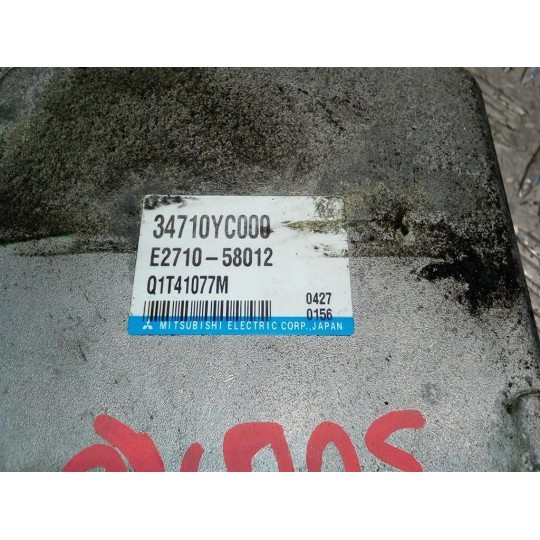 34710YC000
E2710-58012
Q1T41077M
0427
0156
MITSUBISHI ELECTRIC CORP., JAPAN